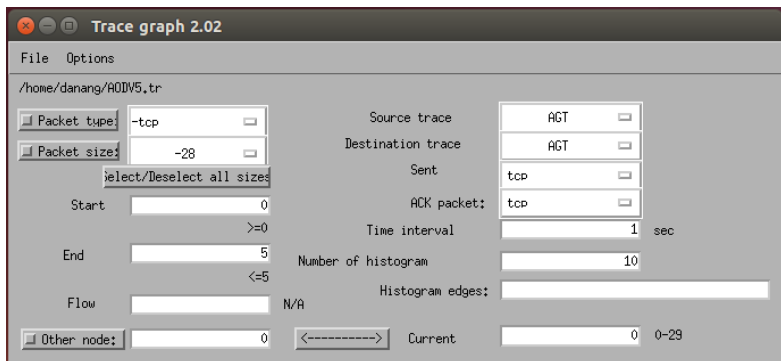 Trace graph 2.02
File Options
/home/danang/AODV5.tr
Packet type: -tcp Source trace AGT
Packet size: -28 Destination trace AGT
Select/Deselect all sizes Sent tcp
Start 0 ACK packet: tcp
>=0 Time interval 1 sec
End 5 Number of histogram 10
<=5 Histogram edges:
Flow N/A
Other node: 0 <----------> Current 0 0-29